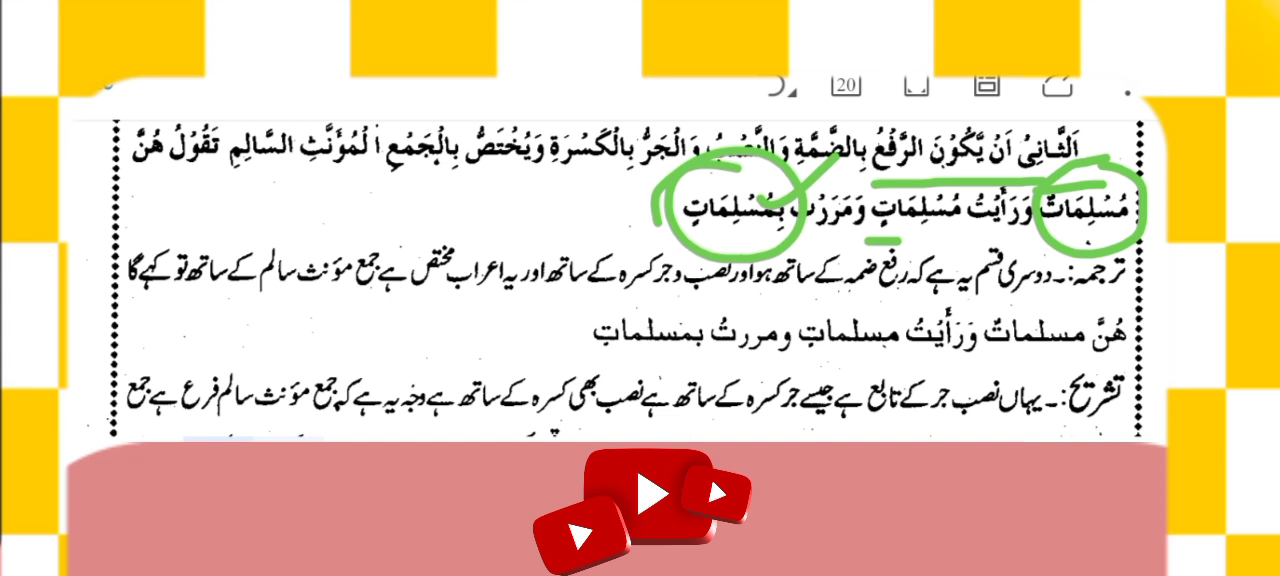 20
اَلثَّانِیْ اَنْ یَّکُوْنَ الرَّفْعُ بِالضَّمَّةِ وَالنَّصْبُ وَالْجَرُّ بِالْکَسْرَةِ وَیُخْتَصُّ بِالْجَمْعِ الْمُؤَنَّثِ السَّالِمِ تَقُوْلُ هُنَّ
مُسْلِمَاتٌ وَرَأَیْتُ مُسْلِمَاتٍ وَمَرَرْتُ بِمُسْلِمَاتٍ
ترجمہ:۔ دوسری قسم یہ ہے کہ رفع ضمہ کے ساتھ ہو اور نصب و جر کسرہ کے ساتھ اور یہ اعراب مختص ہے جمع مؤنث سالم کے ساتھ تو کہے گا
هُنَّ مسلماتٌ وَرَأَیْتُ مسلماتٍ ومررتُ بمسلماتٍ
تشریح:۔ یہاں نصب جر کے تابع ہے جیسے جر کسرہ کے ساتھ ہے نصب بھی کسرہ کے ساتھ ہے وجہ یہ ہے کہ جمع مؤنث سالم فرع ہے جمع